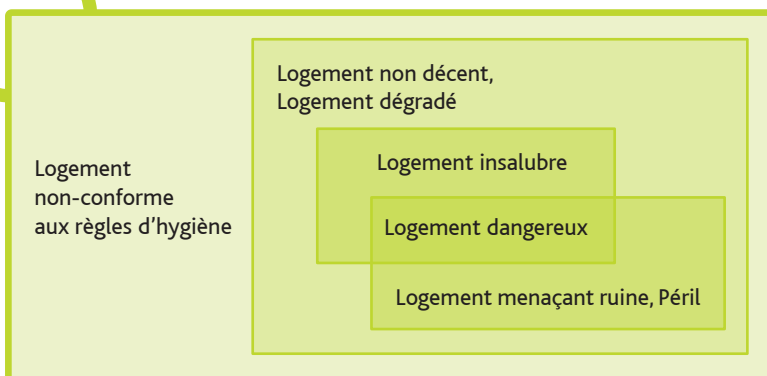 Logement non décent,
Logement dégradé
Logement insalubre
Logement
non-conforme
aux règles d'hygiène
Logement dangereux
Logement menaçant ruine, Péril